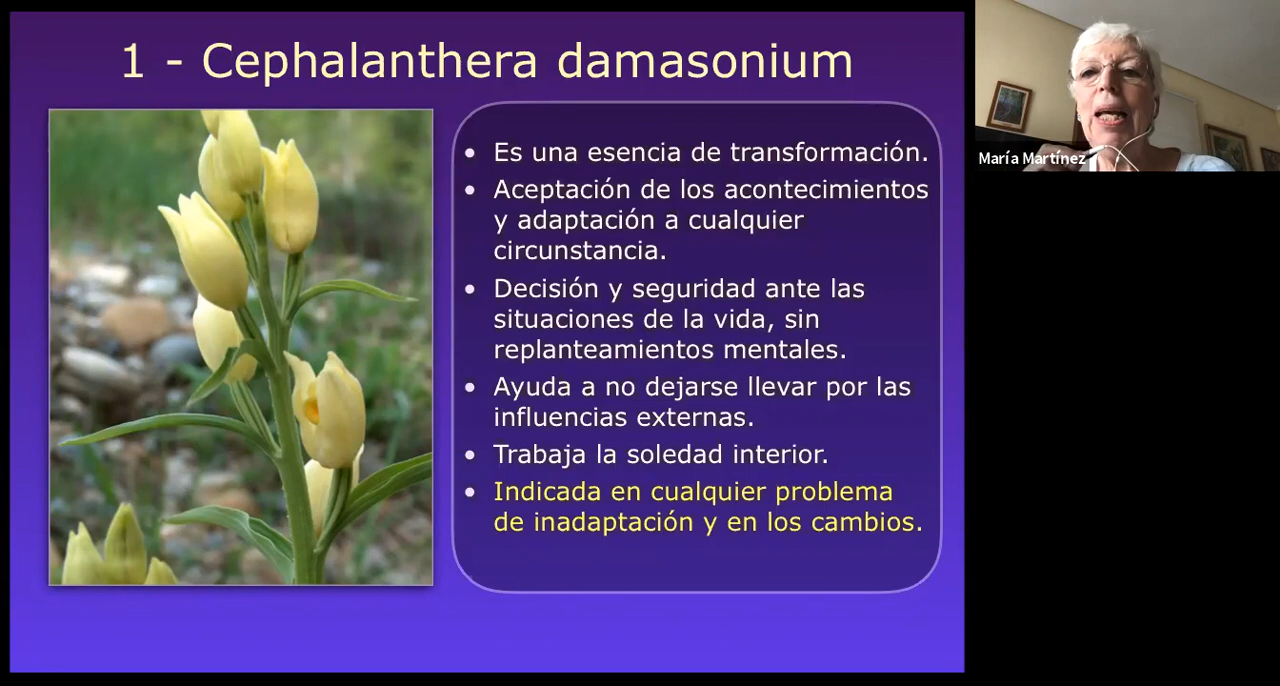 1 - Cephalanthera damasonium
• Es una esencia de transformación.
• Aceptación de los acontecimientos
y adaptación a cualquier
circunstancia.
• Decisión y seguridad ante las
situaciones de la vida, sin
replanteamientos mentales.
• Ayuda a no dejarse llevar por las
influencias externas.
• Trabaja la soledad interior.
• Indicada en cualquier problema
de inadaptación y en los cambios.
María Martínez